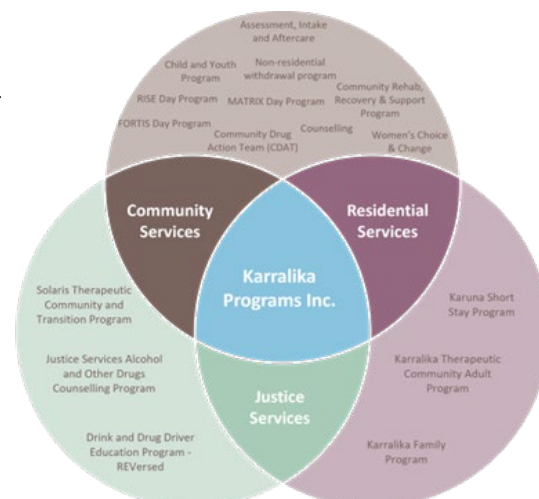 Assessment, Intake
and Aftercare
Child and Youth
Program
Non-residential
withdrawal program
Community Rehab,
Recovery & Support
Program
RISE Day Program
MATRIX Day Program
FORTIS Day Program
Community Drug
Action Team (CDAT)
Counselling
Women's Choice
& Change
Community
Services
Residential
Services
Karralika
Programs Inc.
Solaris Therapeutic
Community and
Transition Program
Karuna Short
Stay Program
Justice Services Alcohol
and Other Drugs
Counselling Program
Karralika Therapeutic
Community Adult
Program
Justice
Services
Drink and Drug Driver
Education Program -
REVersed
Karralika Family
Program